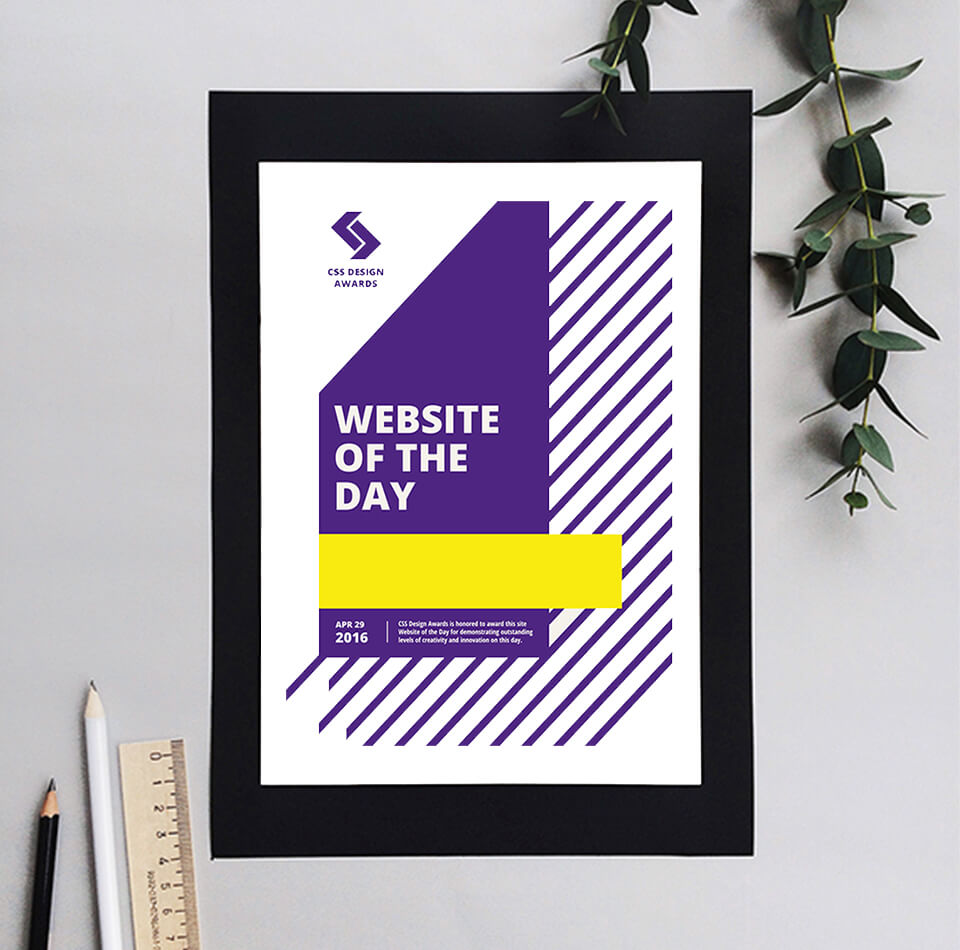 CSS DESIGN
AWARDS
WEBSITE
OF THE
DAY
APR 29
2016
CSS Design Awards is honored to award this site
Website of the Day for demonstrating outstanding
levels of creativity and innovation on this day.
0
1
2
3
4
5
6
7